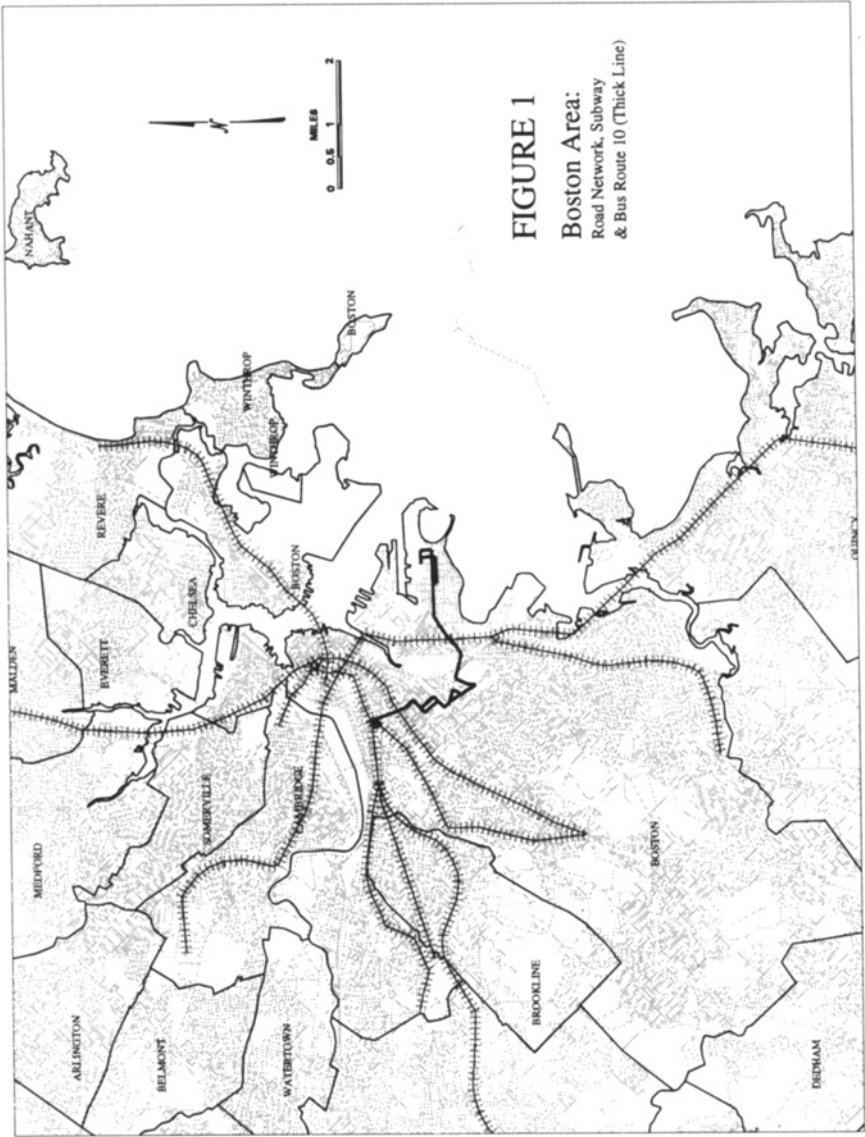 NAHANT
MALDEN
REVERE
MEDFORD
EVERETT
ARLINGTON
CHELSEA
WINTHROP
BELMONT
SOMERVILLE
WINTHROP
BOSTON
WATERTOWN
CAMBRIDGE
BOSTON
BROOKLINE
BOSTON
QUINCY
DEDHAM
N
MILES
0 0.5 1 2
FIGURE 1
Boston Area:
Road Network, Subway
& Bus Route 10 (Thick Line)